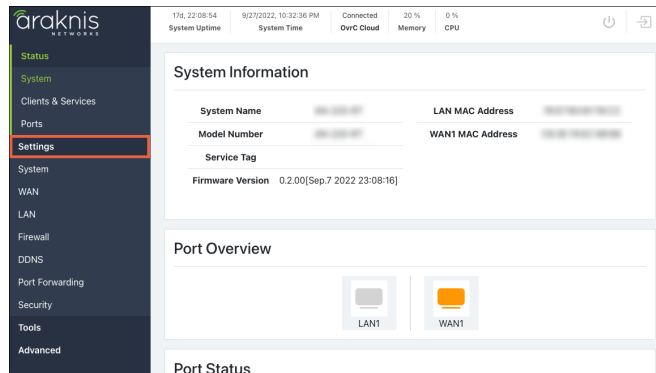 araknis
NETWORKS
17d, 22:08:54
System Uptime
9/27/2022, 10:32:36 PM
System Time
Connected
OvrC Cloud
20 %
Memory
0 %
CPU
Status
System
Clients & Services
Ports
Settings
System
WAN
LAN
Firewall
DDNS
Port Forwarding
Security
Tools
Advanced
System Information
System Name
LAN MAC Address
Model Number
WAN1 MAC Address
Service Tag
Firmware Version 0.2.00[Sep.7 2022 23:08:16]
Port Overview
LAN1
WAN1
Port Status